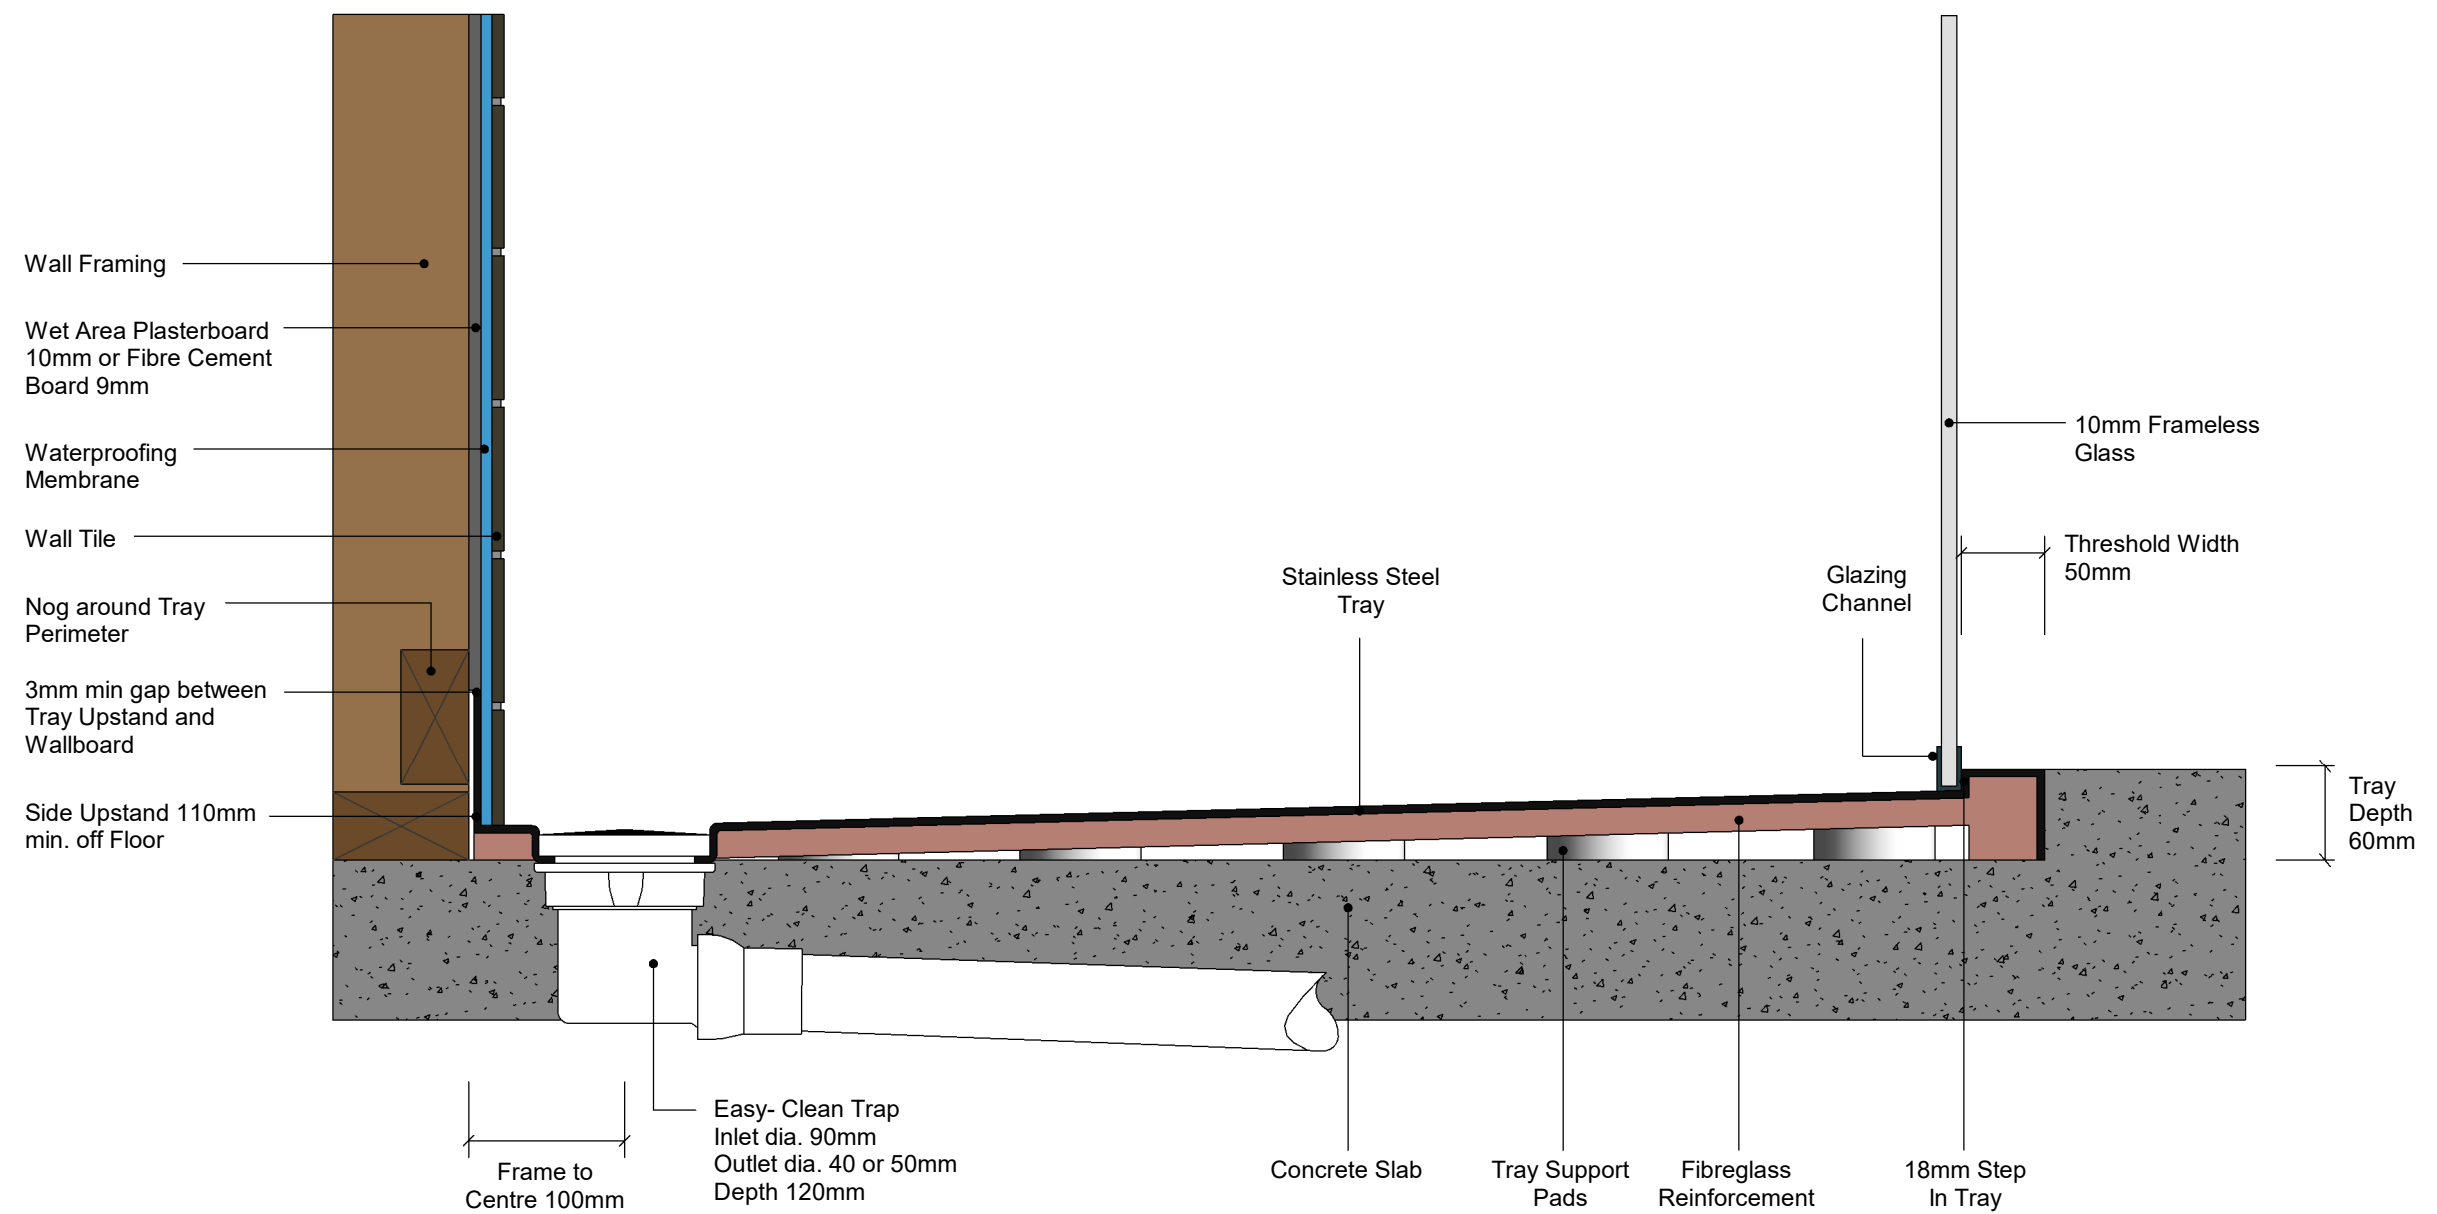 Wall Framing
Wet Area Plasterboard
10mm or Fibre Cement
Board 9mm
Waterproofing
Membrane
Wall Tile
Nog around Tray
Perimeter
3mm min gap between
Tray Upstand and
Wallboard
Side Upstand 110mm
min. off Floor
Stainless Steel
Tray
Glazing
Channel
10mm Frameless
Glass
Threshold Width
50mm
Tray
Depth
60mm
Frame to
Centre 100mm
Easy- Clean Trap
Inlet dia. 90mm
Outlet dia. 40 or 50mm
Depth 120mm
Concrete Slab
Tray Support
Pads
Fibreglass
Reinforcement
18mm Step
In Tray